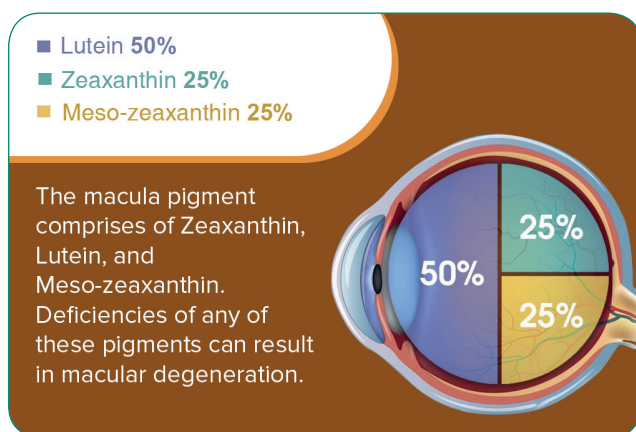 Lutein 50%
Zeaxanthin 25%
Meso-zeaxanthin 25%
The macula pigment
comprises of Zeaxanthin,
Lutein, and
Meso-zeaxanthin.
Deficiencies of any of
these pigments can result
in macular degeneration.
50%
25%
25%